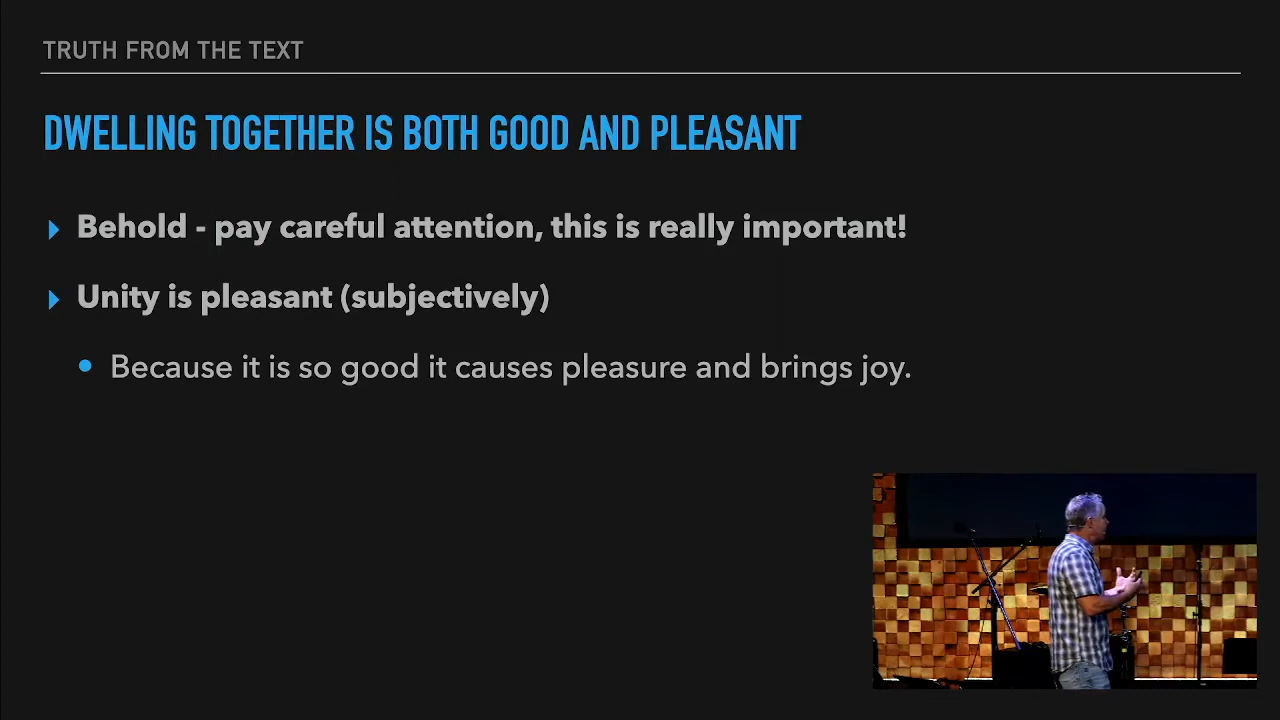 TRUTH FROM THE TEXT
DWELLING TOGETHER IS BOTH GOOD AND PLEASANT
Behold - pay careful attention, this is really important!
Unity is pleasant (subjectively)
Because it is so good it causes pleasure and brings joy.